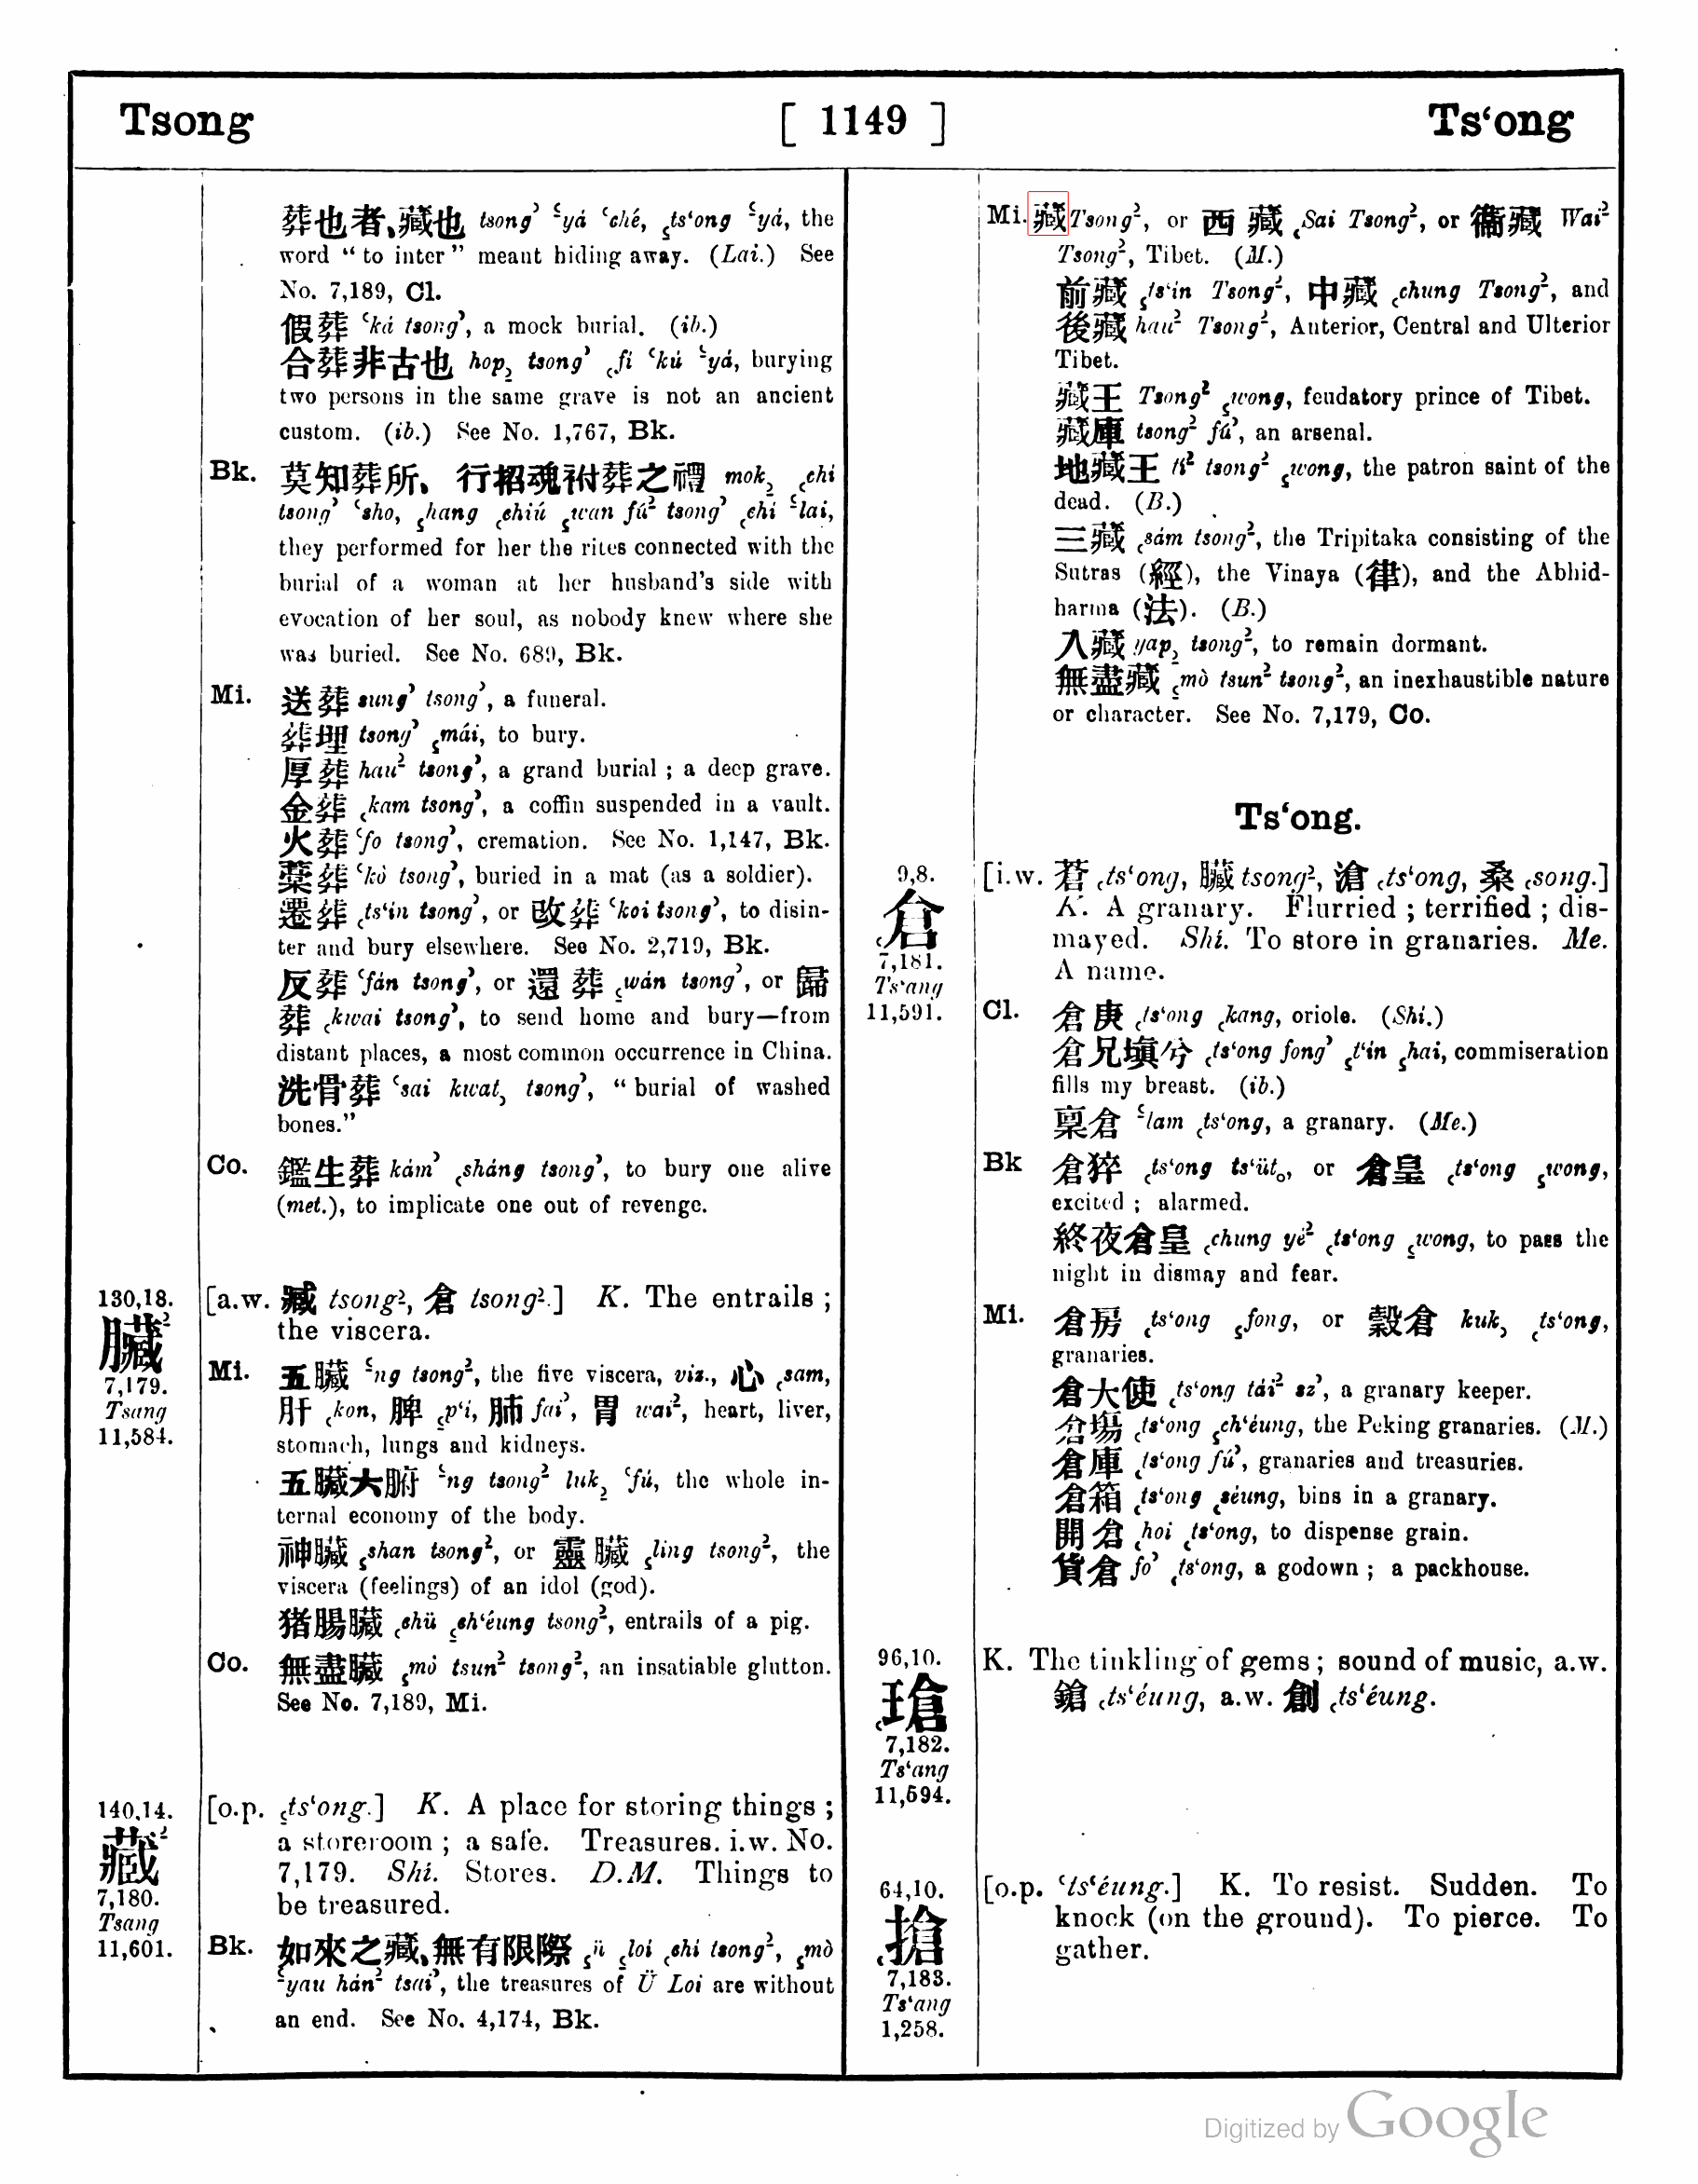 Tsong [ 1149 ] Ts‘ong
葬也者、藏也 tsong’ ‘yá ‘ché, ts‘ong ‘yá, the
word “to inter” meant hiding away. (Lai.) See
No. 7,189, Cl.
假葬 ‘ká tsong’, a mock burial. (ib.)
合葬非古也 hop, tsong’ fí ‘kú ‘yá, burying
two persons in the same grave is not an ancient
custom. (ib.) See No. 1,767, Bk.
Bk. 莫知葬所、行招魂祔葬之禮 mok, chi
tsong’ ‘sho, hang chiú wan fú² tsong’ chí ‘lai,
they performed for her the rites connected with the
burial of a woman at her husband’s side with
evocation of her soul, as nobody knew where she
was buried. See No. 689, Bk.
Mi. 送葬 sung’ tsong’, a funeral.
葬埋 tsong’ mái, to bury.
厚葬 hau² tsong’, a grand burial; a deep grave.
金葬 kam tsong’, a coffin suspended in a vault.
火葬 ‘fo tsong’, cremation. See No. 1,147, Bk.
藁葬 ‘kò tsong’, buried in a mat (as a soldier).
遷葬 ts‘in tsong’, or 改葬 ‘koi tsong’, to disin-
ter and bury elsewhere. See No. 2,719, Bk.
反葬 ‘fán tsong’, or 還葬 wán tsong’, or 歸
葬 kwai tsong’, to send home and bury—from
distant places, a most common occurrence in China.
洗骨葬 ‘sai kwat, tsong’, “burial of washed
bones.”
Co. 鑑生葬 kám’ sháng tsong’, to bury one alive
(met.), to implicate one out of revenge.
130,18.
臟²
7,179.
Tsang
11,584.
[a.w. 臧 tsong², 倉 tsong².] K. The entrails;
the viscera.
Mi. 五臟 ‘ng tsong², the five viscera, viz., 心 sam,
肝 kon, 脾 p‘i, 肺 fai’, 胃 wai², heart, liver,
stomach, lungs and kidneys.
五臟六腑 ‘ng tsong² luk, ‘fú, the whole in-
ternal economy of the body.
神臟 shan tsong², or 靈臟 ling tsong², the
viscera (feelings) of an idol (god).
猪腸臟 chü ch‘éung tsong², entrails of a pig.
Co. 無盡臟 mò tsun² tsong², an insatiable glutton.
See No. 7,189, Mi.
140,14.
藏²
7,180.
Tsang
11,601.
[o.p. ts‘ong.] K. A place for storing things;
a storeroom; a safe. Treasures. i.w. No.
7,179. Shi. Stores. D.M. Things to
be treasured.
Bk. 如來之藏、無有限際 ü loi chi tsong², mò
‘yau hán² tsai’, the treasures of Ü Loi are without
an end. See No. 4,174, Bk.
Mi. 藏 Tsong², or 西藏 Sai Tsong², or 衞藏 Wai²
Tsong², Tibet. (M.)
前藏 ts‘in Tsong², 中藏 chung Tsong², and
後藏 hau² Tsong², Anterior, Central and Ulterior
Tibet.
藏王 Tsong² wong, feudatory prince of Tibet.
藏庫 tsong² fú’, an arsenal.
地藏王 tí² tsong² wong, the patron saint of the
dead. (B.)
三藏 sám tsong², the Tripitaka consisting of the
Sutras (經), the Vinaya (律), and the Abhid-
harma (法). (B.)
入藏 yap, tsong², to remain dormant.
無盡藏 mò tsun² tsong², an inexhaustible nature
or character. See No. 7,179, Co.
Ts‘ong.
9,8.
倉
7,181.
Ts‘ang
11,591.
[i.w. 蒼 ts‘ong, 臟 tsong², 滄 ts‘ong, 桑 song.]
K. A granary. Flurried; terrified; dis-
mayed. Shi. To store in granaries. Me.
A name.
Cl. 倉庚 ts‘ong kang, oriole. (Shi.)
倉兄塡兮 ts‘ong fong’ t‘in hai, commiseration
fills my breast. (ib.)
稟倉 ‘lam ts‘ong, a granary. (Me.)
Bk 倉猝 ts‘ong ts‘üt, or 倉皇 ts‘ong wong,
excited; alarmed.
終夜倉皇 chung yé² ts‘ong wong, to pass the
night in dismay and fear.
Mi. 倉房 ts‘ong fong, or 穀倉 kuk, ts‘ong,
granaries.
倉大使 ts‘ong tái² sz’, a granary keeper.
倉塲 ts‘ong ch‘éung, the Peking granaries. (M.)
倉庫 ts‘ong fú’, granaries and treasuries.
倉箱 ts‘ong séung, bins in a granary.
開倉 hoi ts‘ong, to dispense grain.
貨倉 fo’ ts‘ong, a godown; a packhouse.
96,10.
瑲
7,182.
Ts‘ang
11,594.
K. The tinkling of gems; sound of music, a.w.
鎗 ts‘éung, a.w. 創 ts‘éung.
64,10.
搶
7,183.
Ts‘ang
1,258.
[o.p. ‘ts‘éung.] K. To resist. Sudden. To
knock (on the ground). To pierce. To
gather.
Digitized by Google